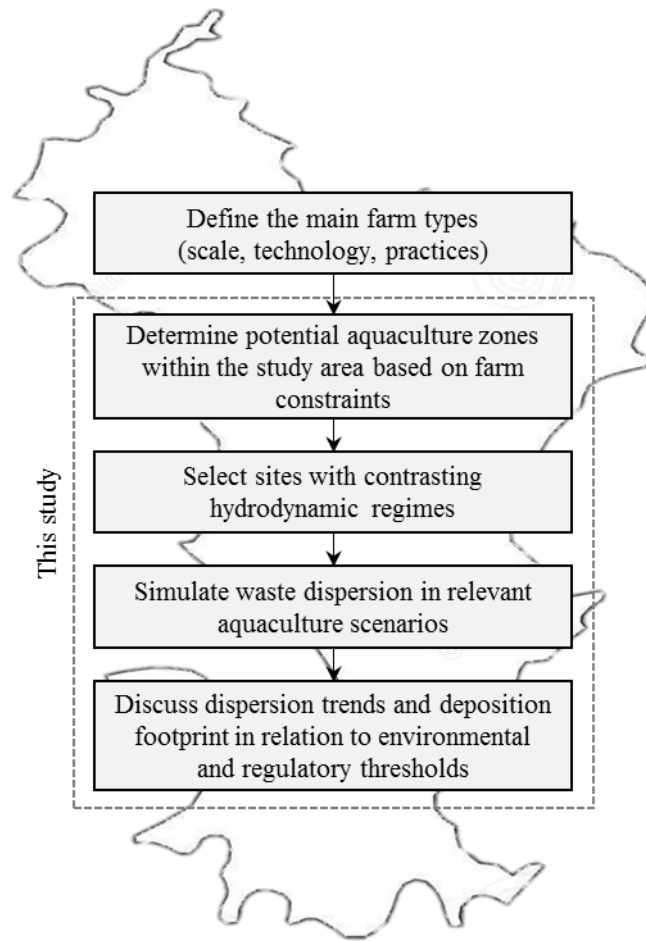 Define the main farm types
(scale, technology, practices)
Determine potential aquaculture zones
within the study area based on farm
constraints
Select sites with contrasting
hydrodynamic regimes
This study
Simulate waste dispersion in relevant
aquaculture scenarios
Discuss dispersion trends and deposition
footprint in relation to environmental
and regulatory thresholds